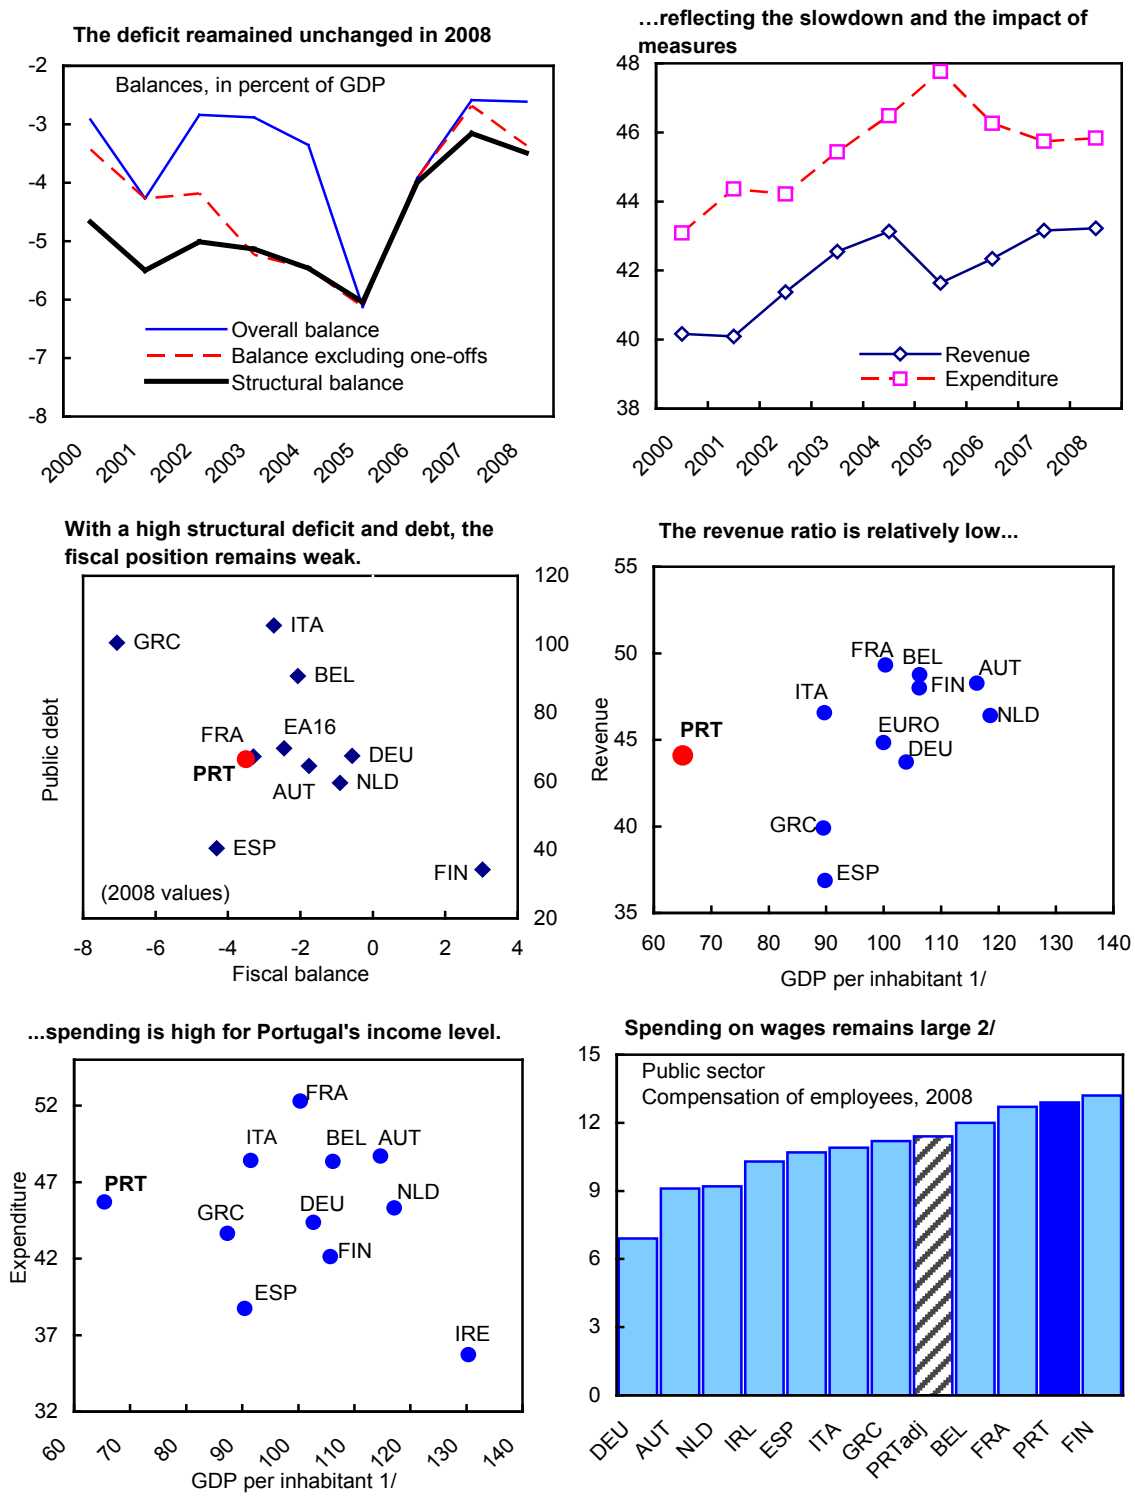 The deficit reamained unchanged in 2008
-2
-3
-4
-5
-6
-7
-8
Balances, in percent of GDP
Overall balance
Balance excluding one-offs
Structural balance
2000
2001
2002
2003
2004
2005
2006
2007
2008
…reflecting the slowdown and the impact of
measures
48
46
44
42
40
38
Revenue
Expenditure
2000
2001
2002
2003
2004
2005
2006
2007
2008
With a high structural deficit and debt, the
fiscal position remains weak.
Public debt
120
100
80
60
40
20
GRC
ITA
BEL
FRA
EA16
DEU
PRT
AUT
NLD
ESP
FIN
(2008 values)
-8
-6
-4
-2
0
2
4
Fiscal balance
The revenue ratio is relatively low...
Revenue
55
50
45
40
35
FRA
BEL
AUT
ITA
FIN
PRT
EURO
NLD
DEU
GRC
ESP
60
70
80
90
100
110
120
130
140
GDP per inhabitant 1/
...spending is high for Portugal's income level.
Expenditure
52
47
42
37
32
FRA
ITA
BEL
AUT
PRT
GRC
DEU
NLD
FIN
ESP
IRE
60
70
80
90
100
110
120
130
140
GDP per inhabitant 1/
Spending on wages remains large 2/
15
12
9
6
3
0
Public sector
Compensation of employees, 2008
DEU
AUT
NLD
IRL
ESP
ITA
GRC
PRTadj
BEL
FRA
PRT
FIN